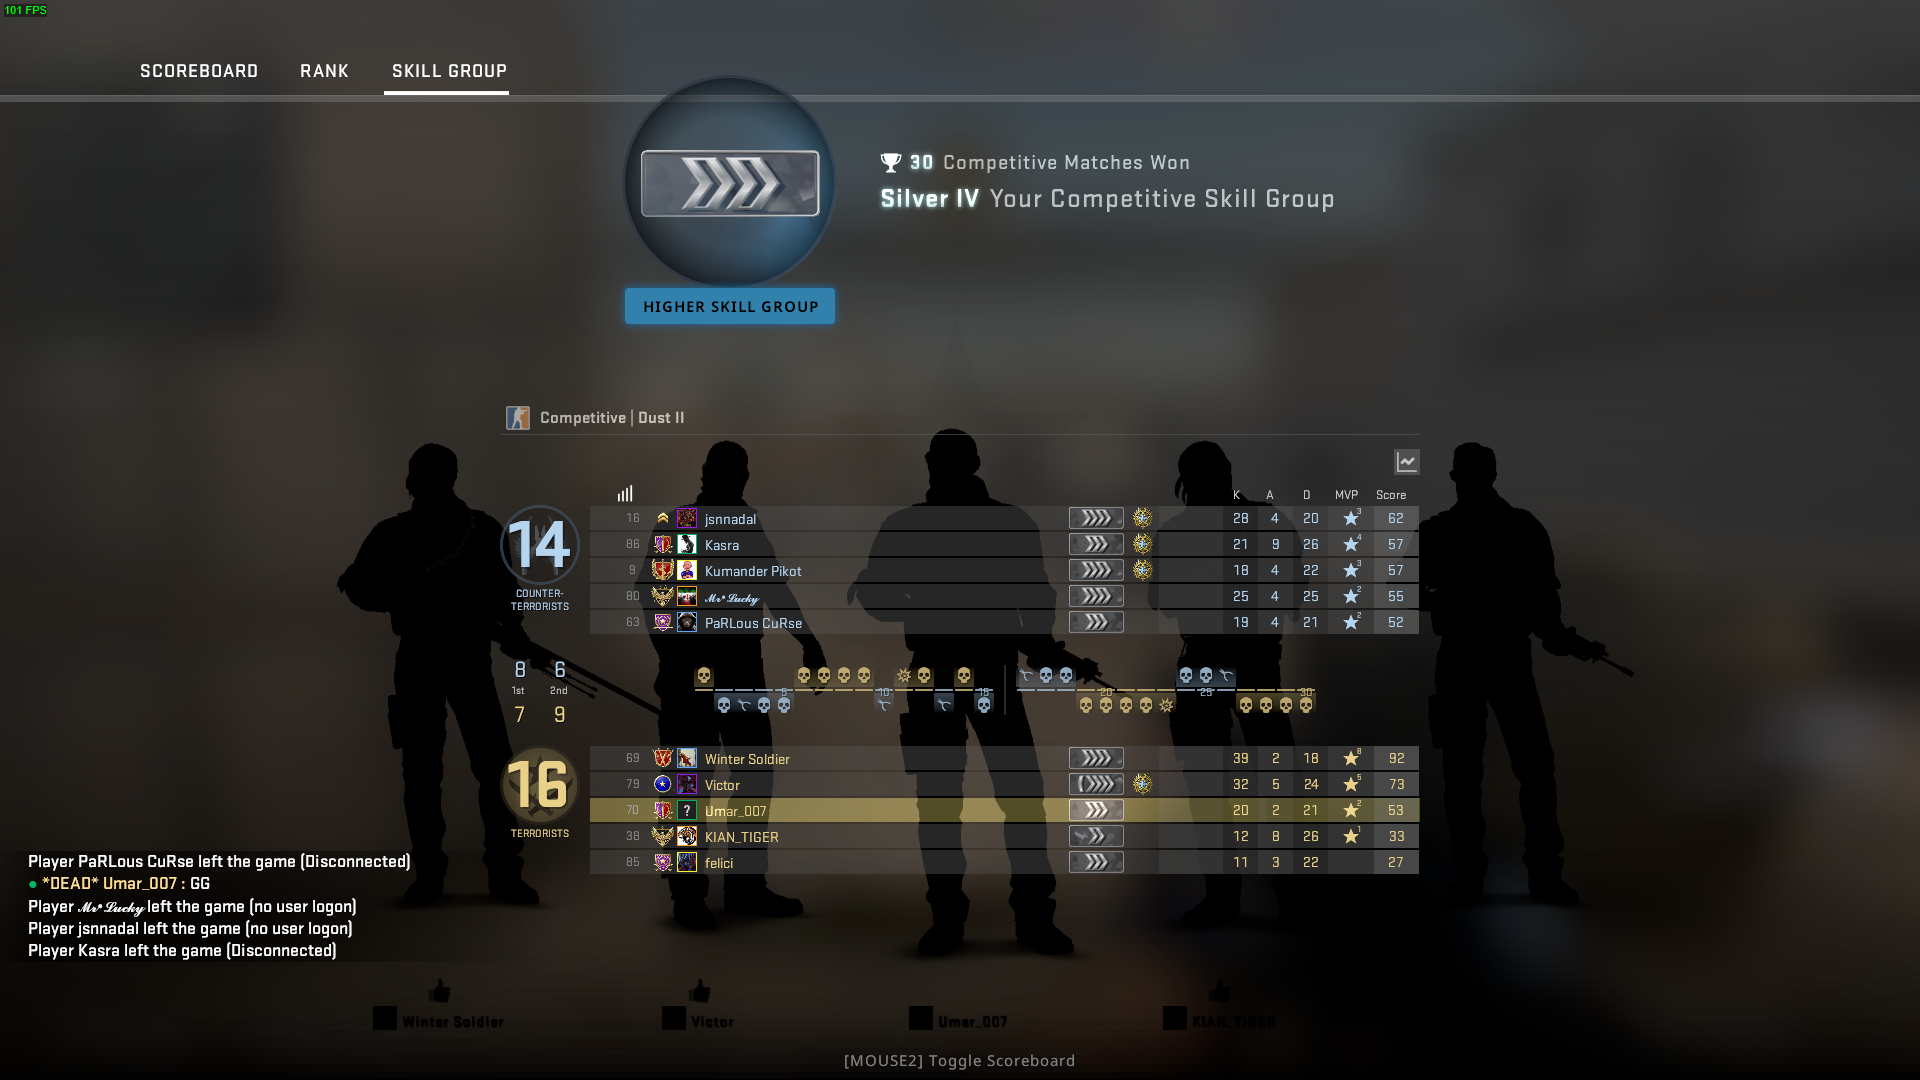 101 FPS
SCOREBOARD RANK SKILL GROUP
30 Competitive Matches Won
Silver IV Your Competitive Skill Group
HIGHER SKILL GROUP
Competitive | Dust II
K A D MVP Score
14
COUNTER-
TERRORISTS
16 jsnnadal 28 4 20 3 62
86 Kasra 21 9 26 4 57
9 Kumander Pikot 18 4 22 3 57
80 𝓜𝓻•𝓛𝓾𝓬𝓴𝔂 25 4 25 2 55
63 PaRLous CuRse 19 4 21 2 52
8 6
1st 2nd
7 9
5 10 15 20 25 30
16
TERRORISTS
69 Winter Soldier 39 2 18 8 92
79 Victor 32 5 24 5 73
70 ? Umar_007 20 2 21 2 53
38 KIAN_TIGER 12 8 26 1 33
85 felici 11 3 22 27
Player PaRLous CuRse left the game (Disconnected)
*DEAD* Umar_007 : GG
Player 𝓜𝓻•𝓛𝓾𝓬𝓴𝔂 left the game (no user logon)
Player jsnnadal left the game (no user logon)
Player Kasra left the game (Disconnected)
Winter Soldier Victor Umar_007 KIAN_TIGER
[MOUSE2] Toggle Scoreboard